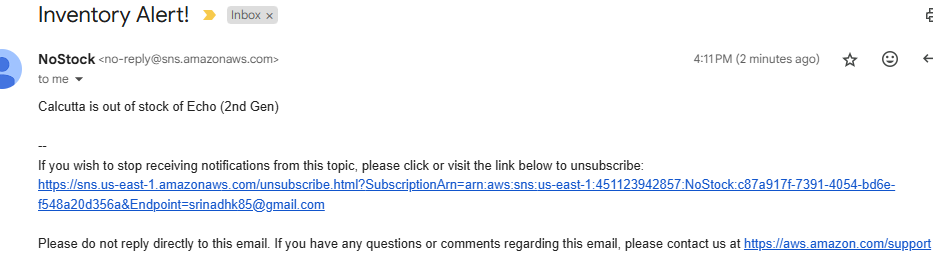 Inventory Alert! Inbox ×
NoStock <no-reply@sns.amazonaws.com> 4:11 PM (2 minutes ago)
to me
Calcutta is out of stock of Echo (2nd Gen)
--
If you wish to stop receiving notifications from this topic, please click or visit the link below to unsubscribe:
https://sns.us-east-1.amazonaws.com/unsubscribe.html?SubscriptionArn=arn:aws:sns:us-east-1:451123942857:NoStock:c87a917f-7391-4054-bd6e-
f548a20d356a&Endpoint=srinadhk85@gmail.com
Please do not reply directly to this email. If you have any questions or comments regarding this email, please contact us at https://aws.amazon.com/support